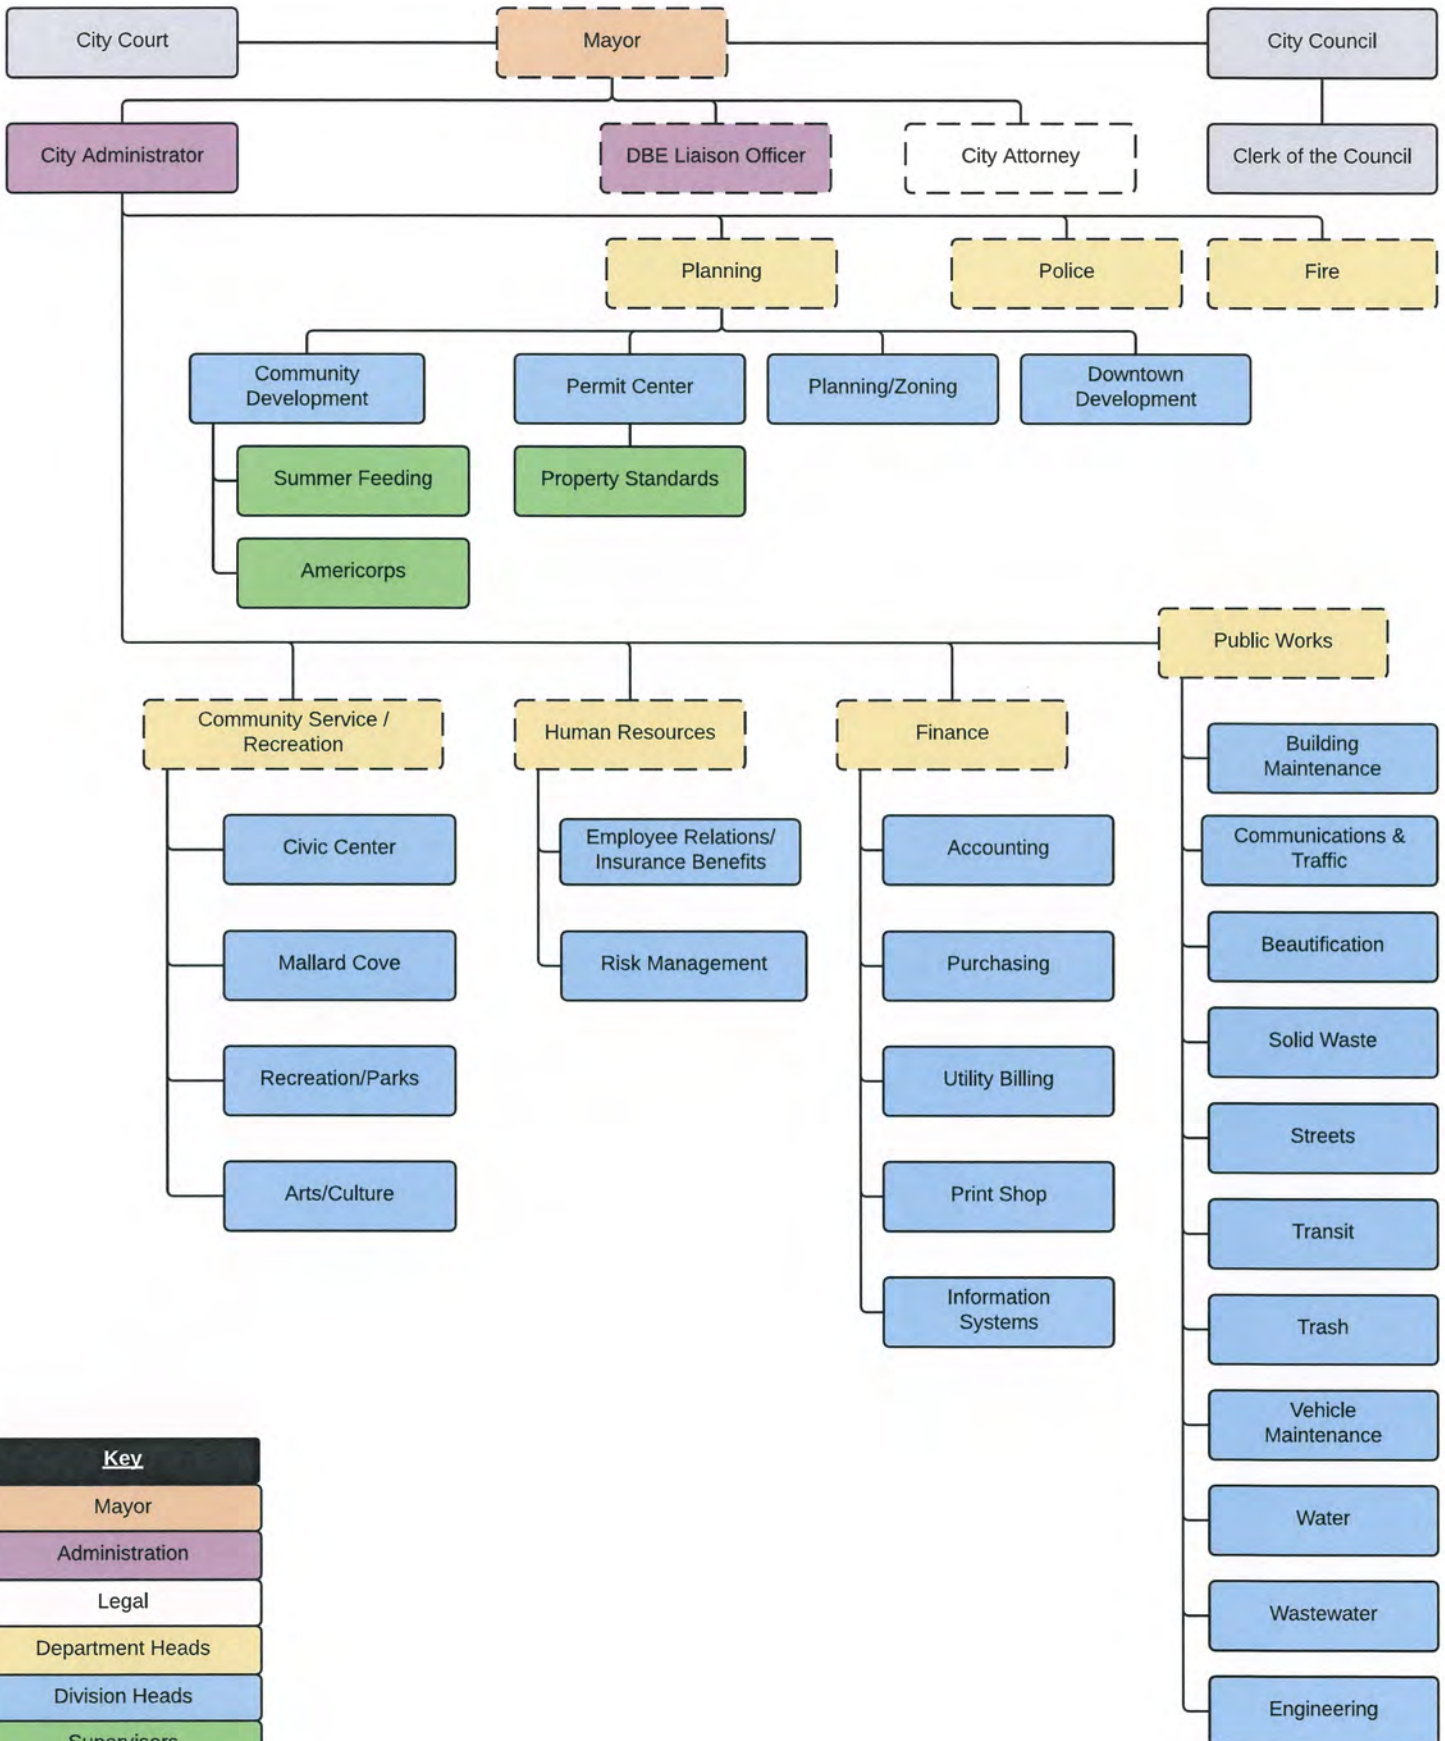 City Court
Mayor
City Council
City Administrator
DBE Liaison Officer
City Attorney
Clerk of the Council
Planning
Police
Fire
Community
Development
Permit Center
Planning/Zoning
Downtown
Development
Summer Feeding
Property Standards
Americorps
Public Works
Community Service /
Recreation
Human Resources
Finance
Building
Maintenance
Civic Center
Employee Relations/
Insurance Benefits
Accounting
Communications &
Traffic
Beautification
Mallard Cove
Risk Management
Purchasing
Solid Waste
Recreation/Parks
Utility Billing
Streets
Arts/Culture
Print Shop
Transit
Information
Systems
Trash
Vehicle
Maintenance
Key
Mayor
Water
Administration
Legal
Wastewater
Department Heads
Division Heads
Engineering
Supervisors